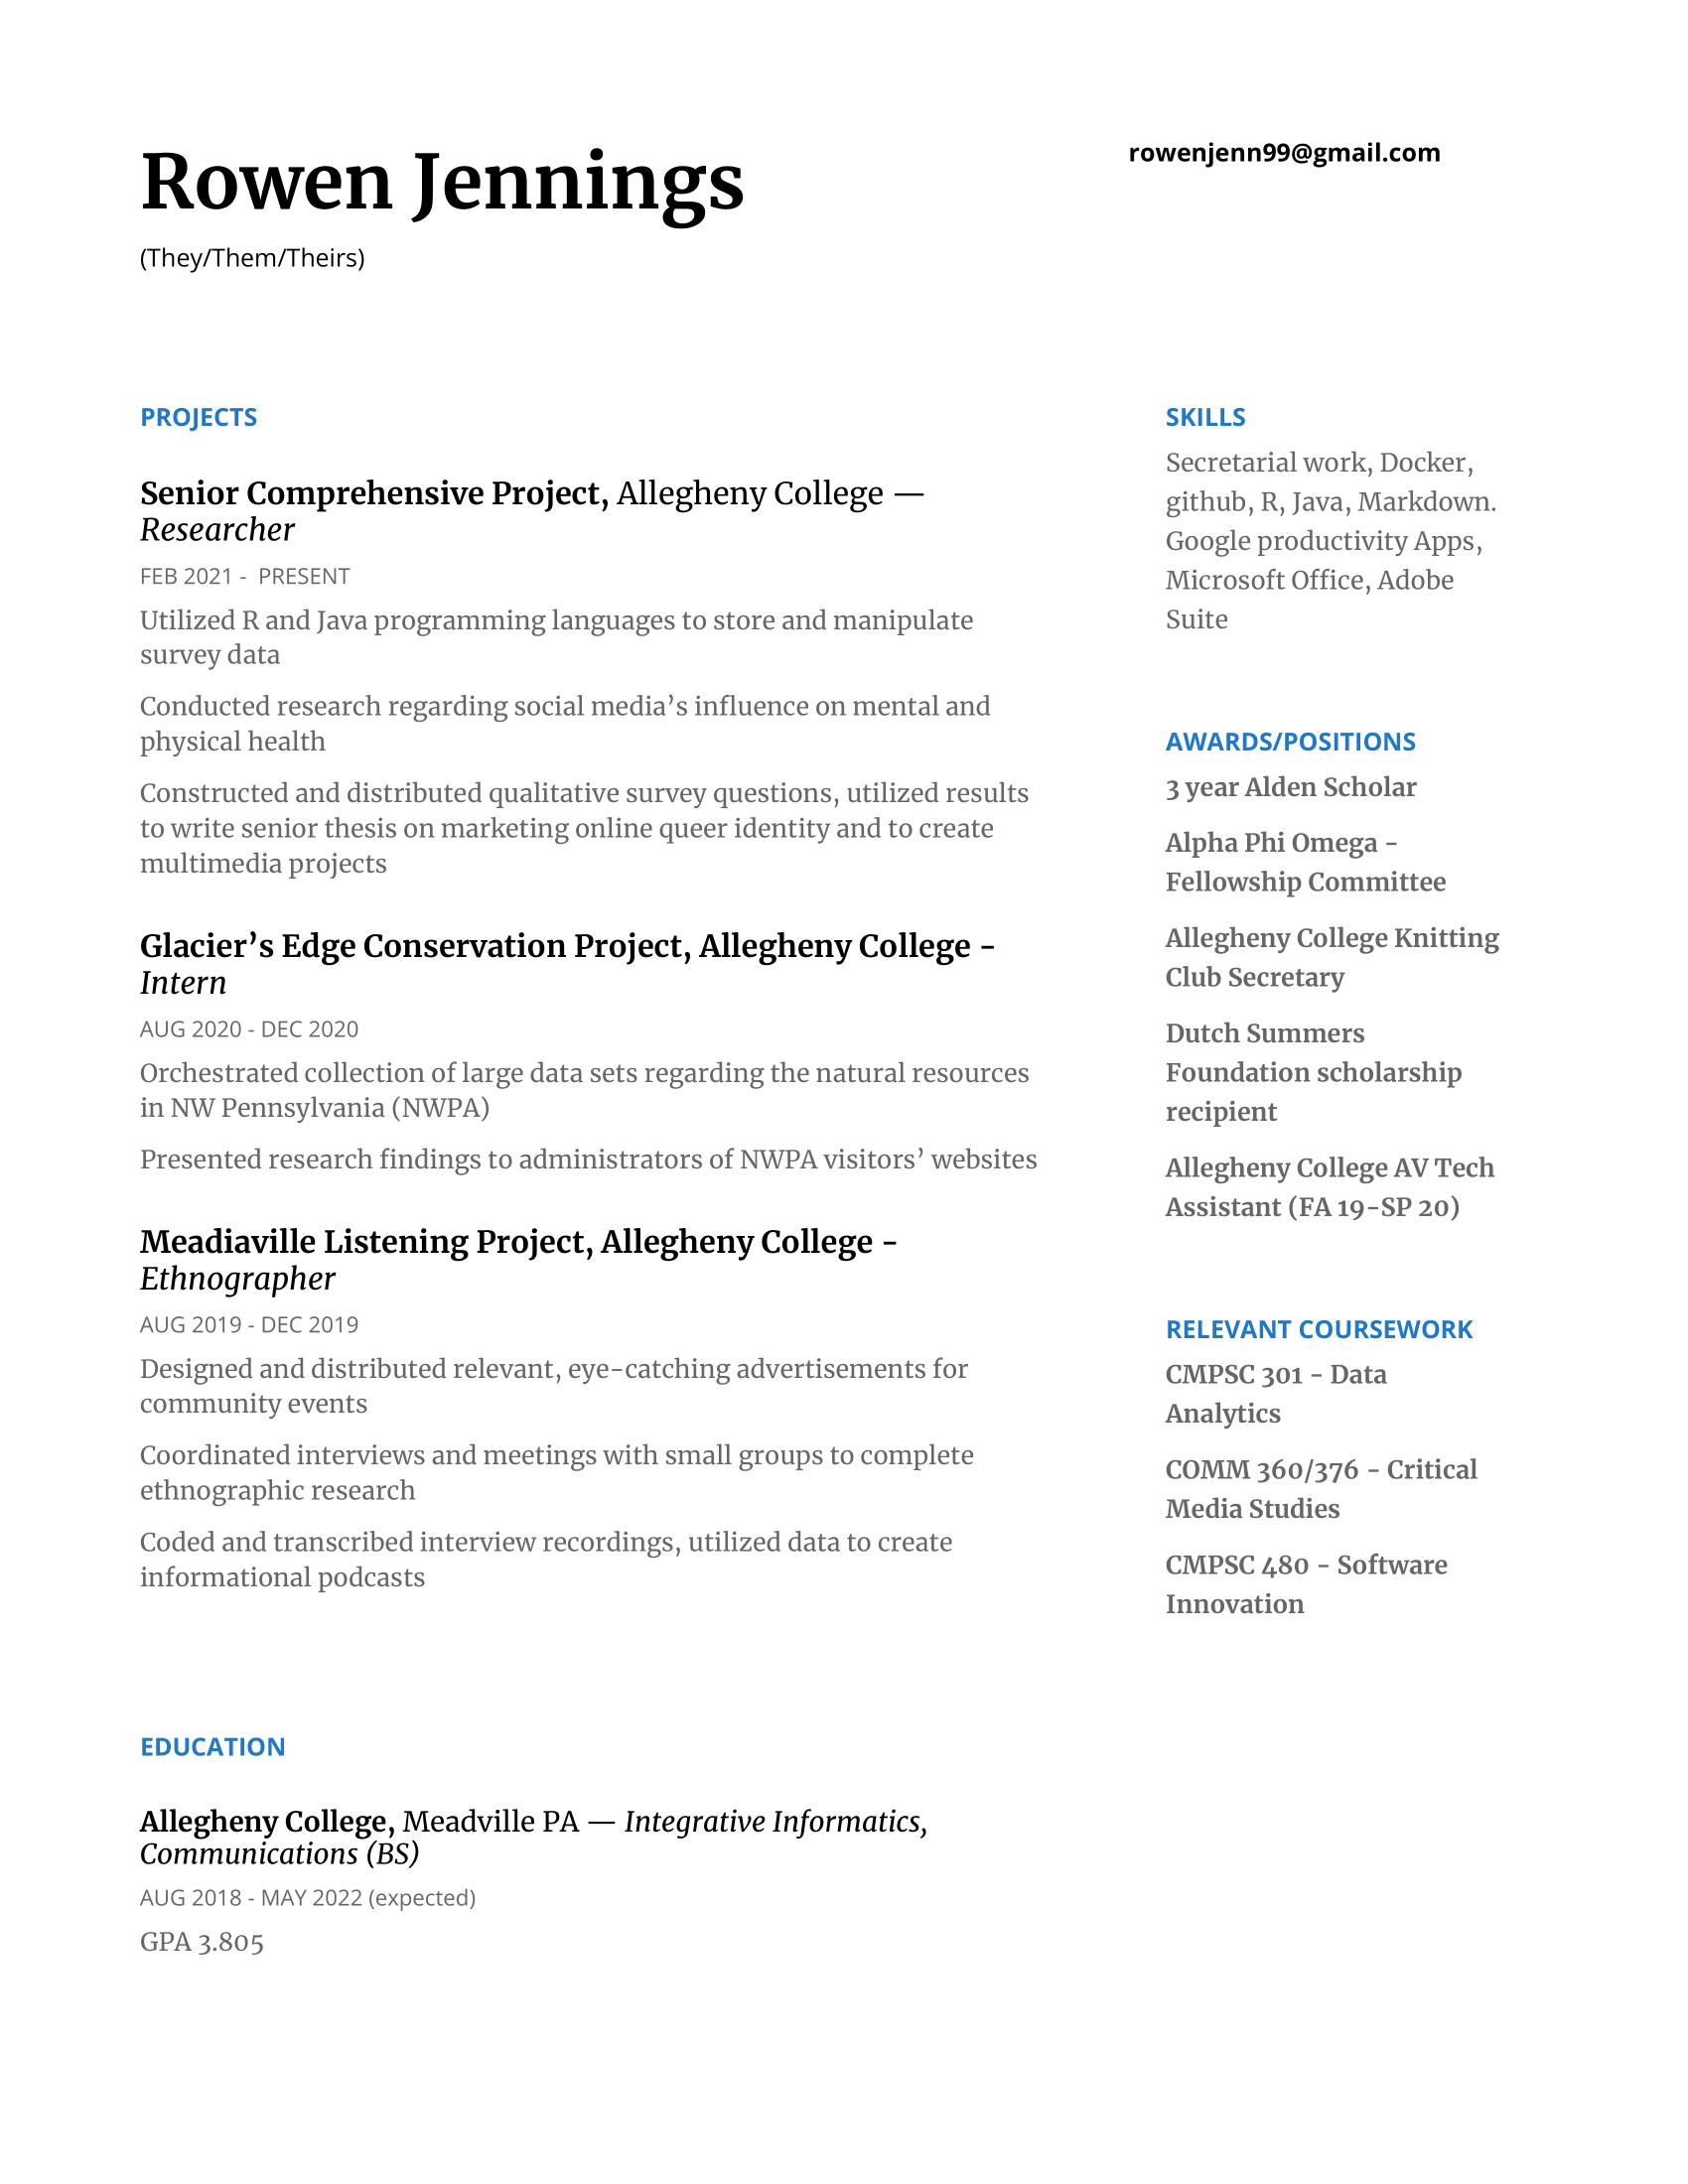 Rowen Jennings
(They/Them/Theirs)
rowenjenn99@gmail.com
PROJECTS
Senior Comprehensive Project, Allegheny College —
Researcher
FEB 2021 -  PRESENT
Utilized R and Java programming languages to store and manipulate
survey data
Conducted research regarding social media’s influence on mental and
physical health
Constructed and distributed qualitative survey questions, utilized results
to write senior thesis on marketing online queer identity and to create
multimedia projects
Glacier’s Edge Conservation Project, Allegheny College -
Intern
AUG 2020 - DEC 2020
Orchestrated collection of large data sets regarding the natural resources
in NW Pennsylvania (NWPA)
Presented research findings to administrators of NWPA visitors’ websites
Meadiaville Listening Project, Allegheny College -
Ethnographer
AUG 2019 - DEC 2019
Designed and distributed relevant, eye-catching advertisements for
community events
Coordinated interviews and meetings with small groups to complete
ethnographic research
Coded and transcribed interview recordings, utilized data to create
informational podcasts
EDUCATION
Allegheny College, Meadville PA — Integrative Informatics,
Communications (BS)
AUG 2018 - MAY 2022 (expected)
GPA 3.805
SKILLS
Secretarial work, Docker,
github, R, Java, Markdown.
Google productivity Apps,
Microsoft Office, Adobe
Suite
AWARDS/POSITIONS
3 year Alden Scholar
Alpha Phi Omega -
Fellowship Committee
Allegheny College Knitting
Club Secretary
Dutch Summers
Foundation scholarship
recipient
Allegheny College AV Tech
Assistant (FA 19-SP 20)
RELEVANT COURSEWORK
CMPSC 301 - Data
Analytics
COMM 360/376 - Critical
Media Studies
CMPSC 480 - Software
Innovation